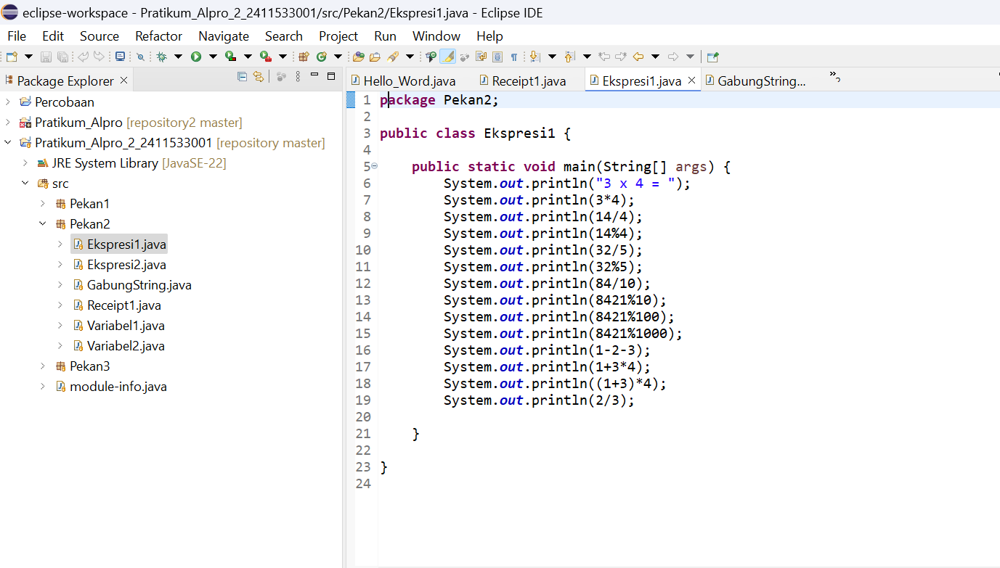 eclipse-workspace - Pratikum_Alpro_2_2411533001/src/Pekan2/Ekspresi1.java - Eclipse IDE
File Edit Source Refactor Navigate Search Project Run Window Help
Package Explorer
Percobaan
Pratikum_Alpro [repository2 master]
Pratikum_Alpro_2_2411533001 [repository master]
JRE System Library [JavaSE-22]
src
Pekan1
Pekan2
Ekspresi1.java
Ekspresi2.java
GabungString.java
Receipt1.java
Variabel1.java
Variabel2.java
Pekan3
module-info.java
Hello_Word.java Receipt1.java Ekspresi1.java GabungString... »2
1 package Pekan2;
2
3 public class Ekspresi1 {
4
5 public static void main(String[] args) {
6 System.out.println("3 x 4 = ");
7 System.out.println(3*4);
8 System.out.println(14/4);
9 System.out.println(14%4);
10 System.out.println(32/5);
11 System.out.println(32%5);
12 System.out.println(84/10);
13 System.out.println(8421%10);
14 System.out.println(8421%100);
15 System.out.println(8421%1000);
16 System.out.println(1-2-3);
17 System.out.println(1+3*4);
18 System.out.println((1+3)*4);
19 System.out.println(2/3);
20
21 }
22
23 }
24